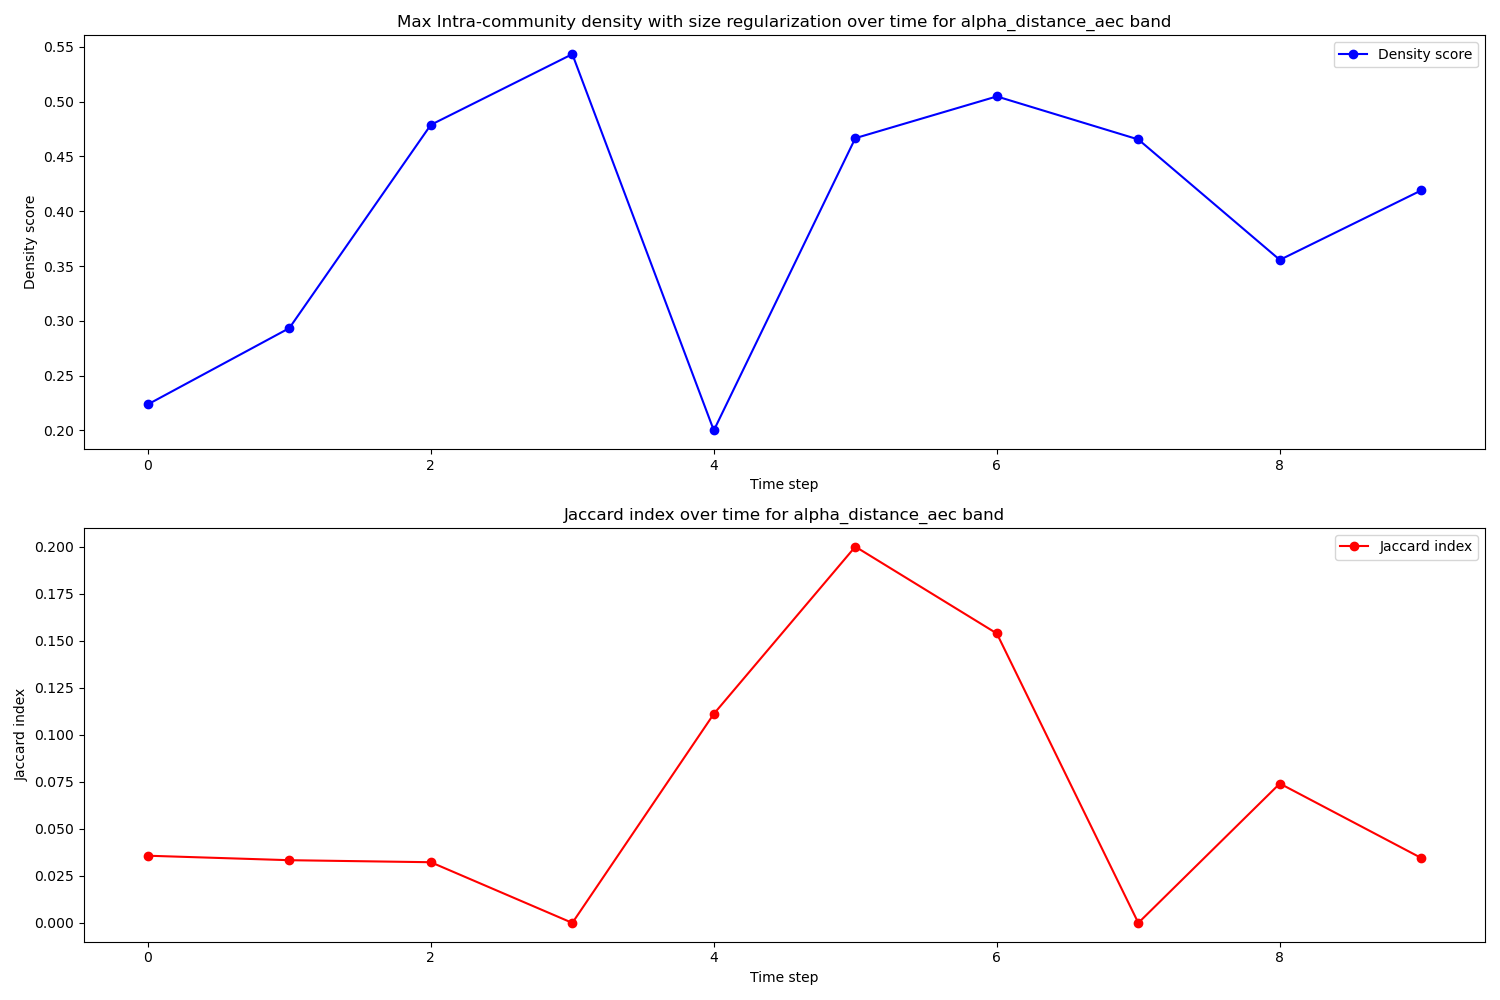 Max Intra-community density with size regularization over time for alpha_distance_aec band
Density score
0.55
0.50
0.45
0.40
0.35
0.30
0.25
0.20
Density score
0 2 4 6 8
Time step
Jaccard index over time for alpha_distance_aec band
Jaccard index
0.200
0.175
0.150
0.125
0.100
0.075
0.050
0.025
0.000
Jaccard index
0 2 4 6 8
Time step